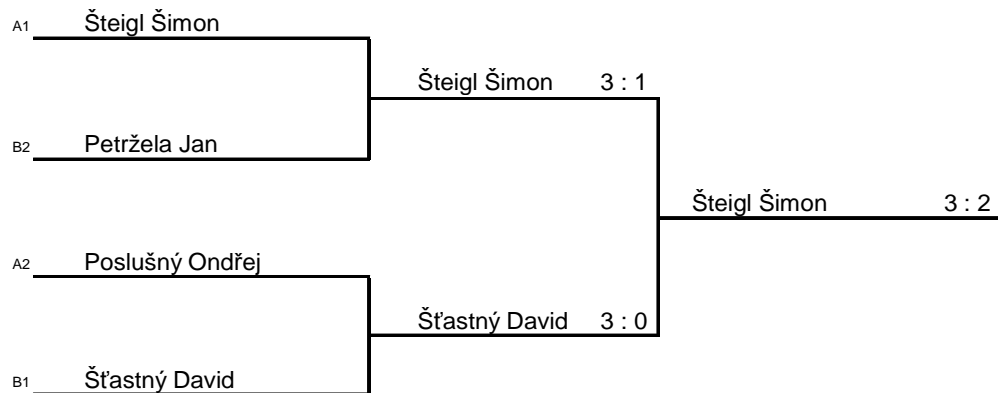 A1 Šteigl Šimon
Šteigl Šimon 3 : 1
B2 Petržela Jan
Šteigl Šimon 3 : 2
A2 Poslušný Ondřej
Šťastný David 3 : 0
B1 Šťastný David